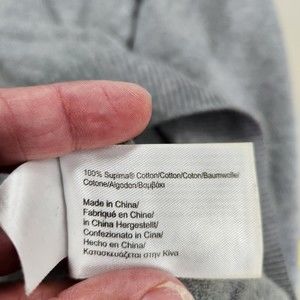 100% Supima® Cotton/Cotton/Coton/Baumwolle/
Cotone/Algodon/Βαμβάκι
Made in China/
Fabriqué en Chine/
in China Hergestellt/
Confezionato in Cina/
Hecho en China/
Κατασκευάζεται στην Κίνα